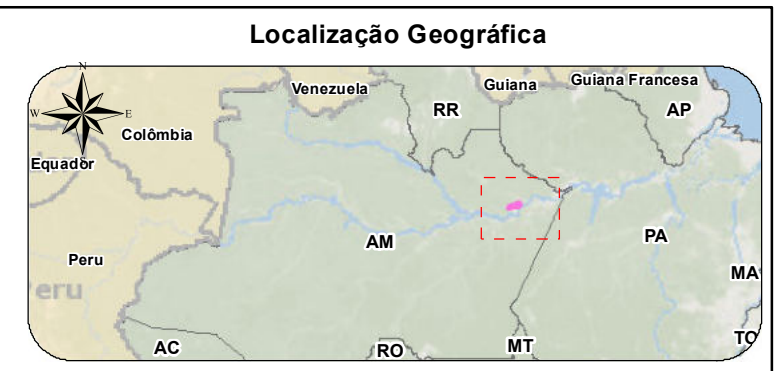 Localização Geográfica
N
W
E
S
Venezuela
Guiana
Guiana Francesa
RR
AP
Colômbia
Equador
AM
PA
Peru
eru
MA
TO
AC
RO
MT